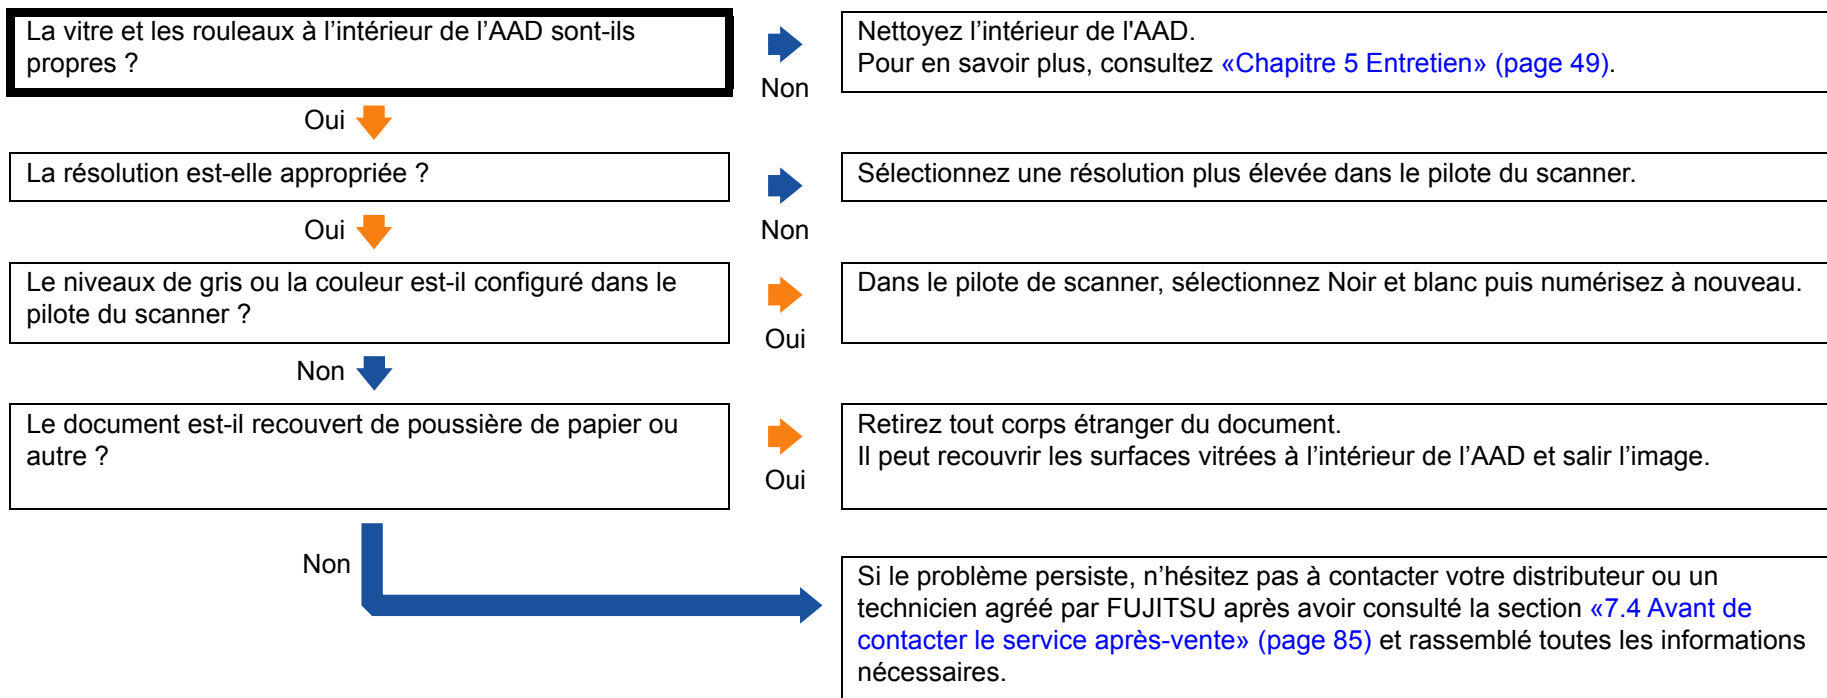 La vitre et les rouleaux à l’intérieur de l’AAD sont-ils
propres ?
Non
Nettoyez l’intérieur de l'AAD.
Pour en savoir plus, consultez «Chapitre 5 Entretien» (page 49).
Oui
La résolution est-elle appropriée ?
Non
Sélectionnez une résolution plus élevée dans le pilote du scanner.
Oui
Le niveaux de gris ou la couleur est-il configuré dans le
pilote du scanner ?
Oui
Dans le pilote de scanner, sélectionnez Noir et blanc puis numérisez à nouveau.
Non
Le document est-il recouvert de poussière de papier ou
autre ?
Oui
Retirez tout corps étranger du document.
Il peut recouvrir les surfaces vitrées à l’intérieur de l’AAD et salir l’image.
Non
Si le problème persiste, n’hésitez pas à contacter votre distributeur ou un
technicien agréé par FUJITSU après avoir consulté la section «7.4 Avant de
contacter le service après-vente» (page 85) et rassemblé toutes les informations
nécessaires.